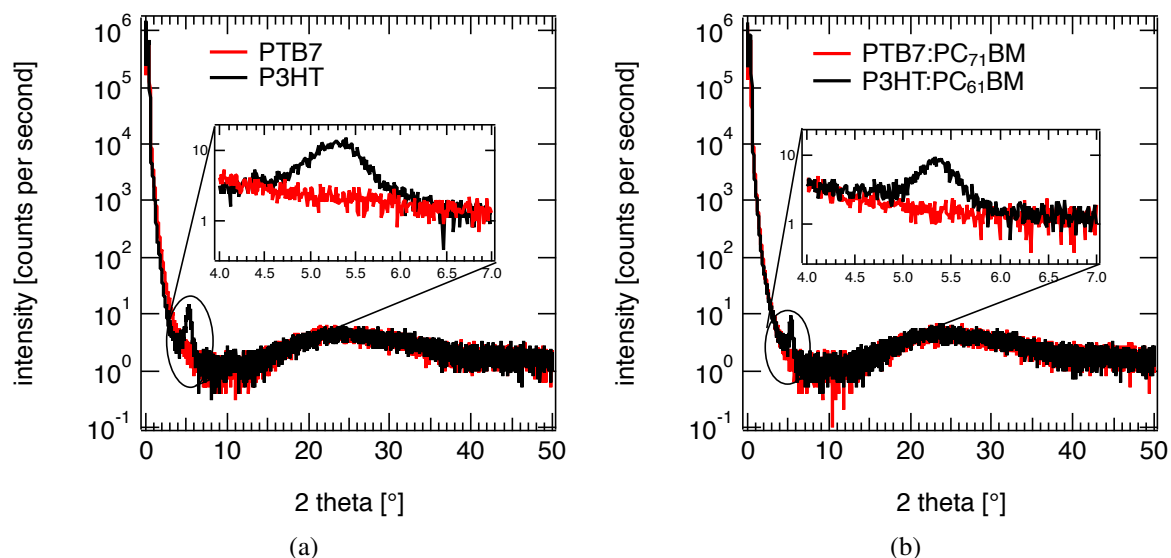 10^6
10^5
10^4
10^3
10^2
10^1
10^0
10^-1
intensity [counts per second]
PTB7
P3HT
10
1
4.0 4.5 5.0 5.5 6.0 6.5 7.0
0 10 20 30 40 50
2 theta [°]
(a)
10^6
10^5
10^4
10^3
10^2
10^1
10^0
10^-1
intensity [counts per second]
PTB7:PC₇₁BM
P3HT:PC₆₁BM
10
1
4.0 4.5 5.0 5.5 6.0 6.5 7.0
0 10 20 30 40 50
2 theta [°]
(b)